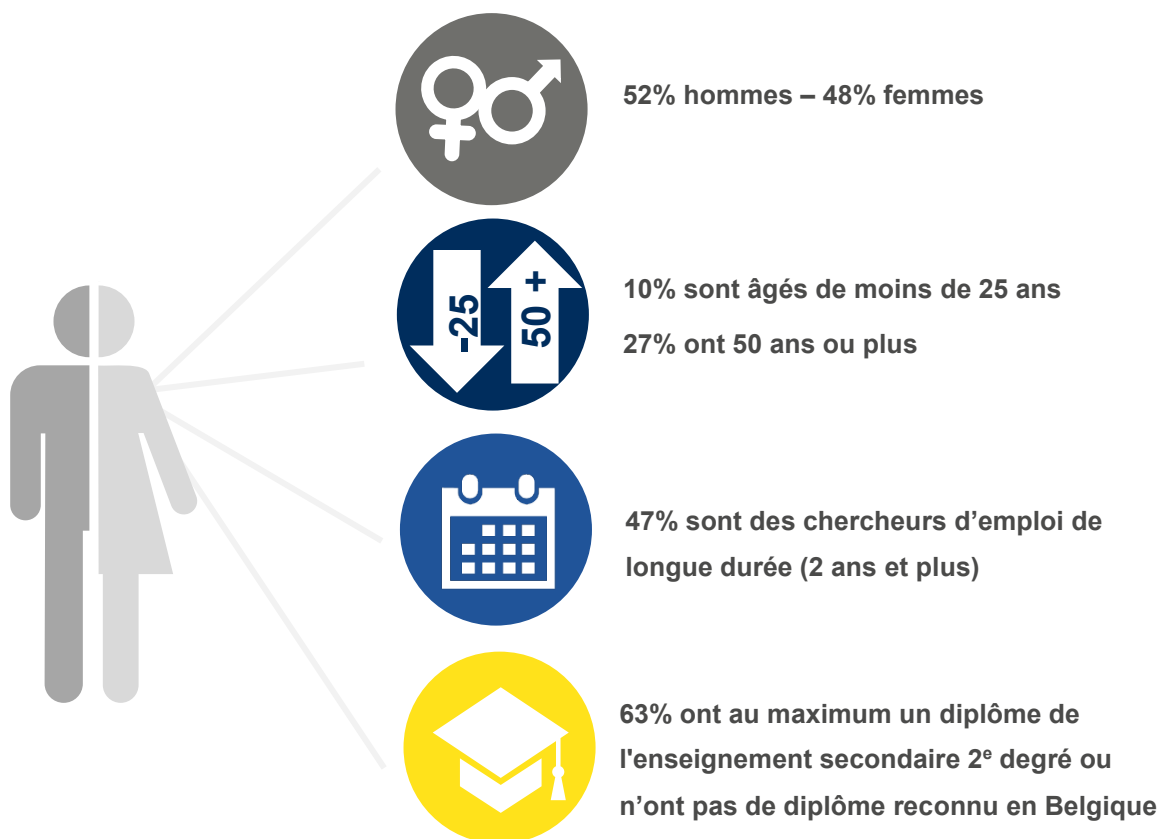 52% hommes – 48% femmes
-25
50 +
10% sont âgés de moins de 25 ans
27% ont 50 ans ou plus
47% sont des chercheurs d’emploi de
longue durée (2 ans et plus)
63% ont au maximum un diplôme de
l'enseignement secondaire 2e degré ou
n’ont pas de diplôme reconnu en Belgique